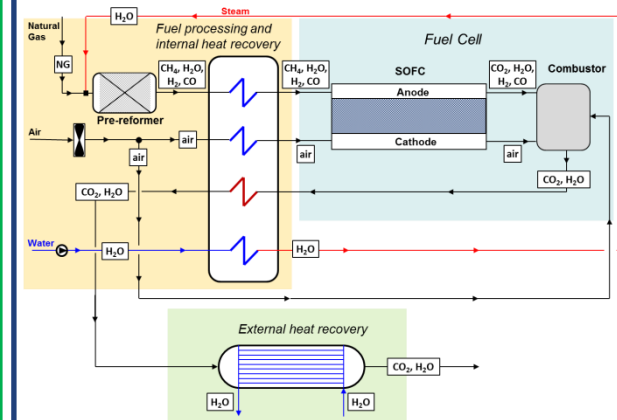 H₂O
Steam
Natural
Gas
Fuel processing and
internal heat recovery
Fuel Cell
NG
CH₄, H₂O,
H₂, CO
CH₄, H₂O,
H₂, CO
SOFC
CO₂, H₂O,
H₂, CO
Combustor
Anode
Pre-reformer
Air
air
air
air
Cathode
air
CO₂, H₂O
CO₂, H₂O
Water
H₂O
H₂O
External heat recovery
CO₂, H₂O
H₂O
H₂O